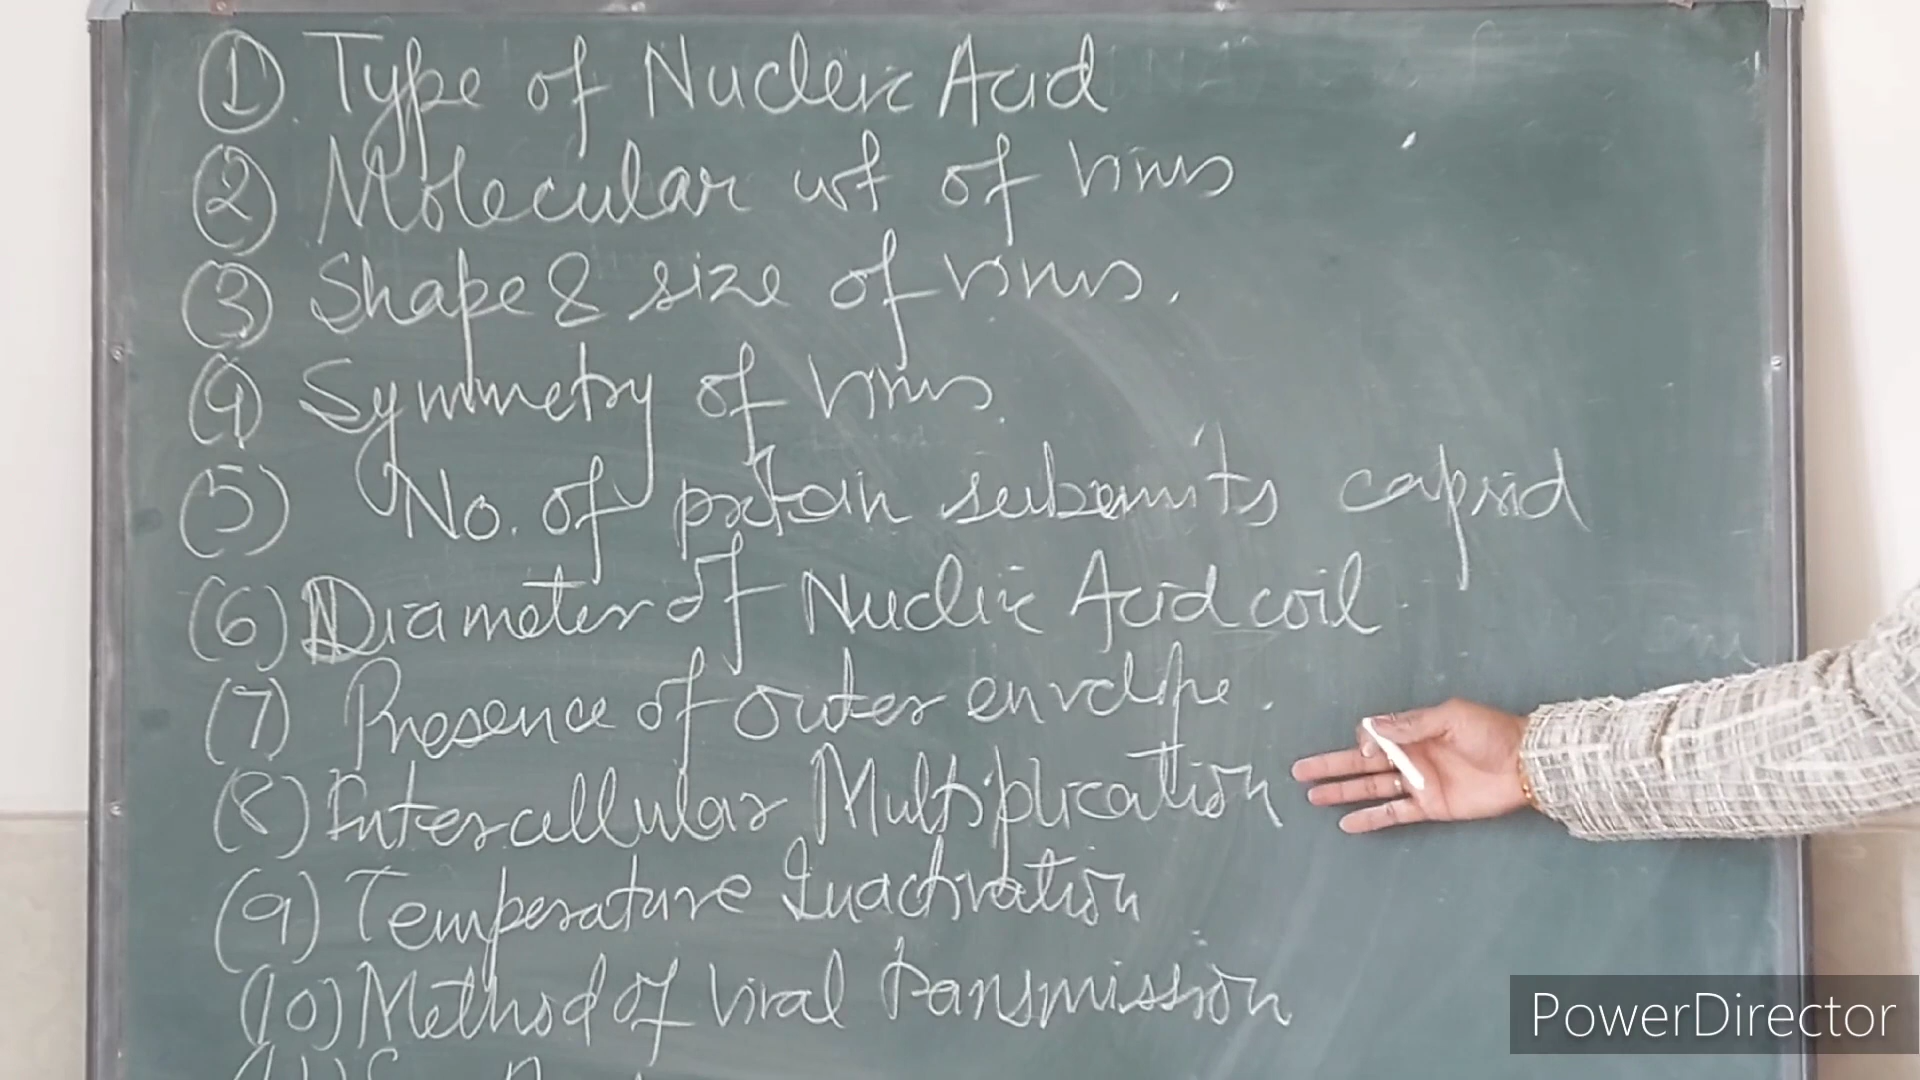 ① Type of Nucleic Acid
② Molecular wt of virus
③ Shape & size of virus.
④ Symmetry of virus.
(5) No. of protein subunits capsid
(6) Diameter of Nucleic Acid coil
(7) Presence of outer envelope.
(8) Intercellular Multiplication
(9) Temperature Inactivation
(10) Method of viral transmission
PowerDirector